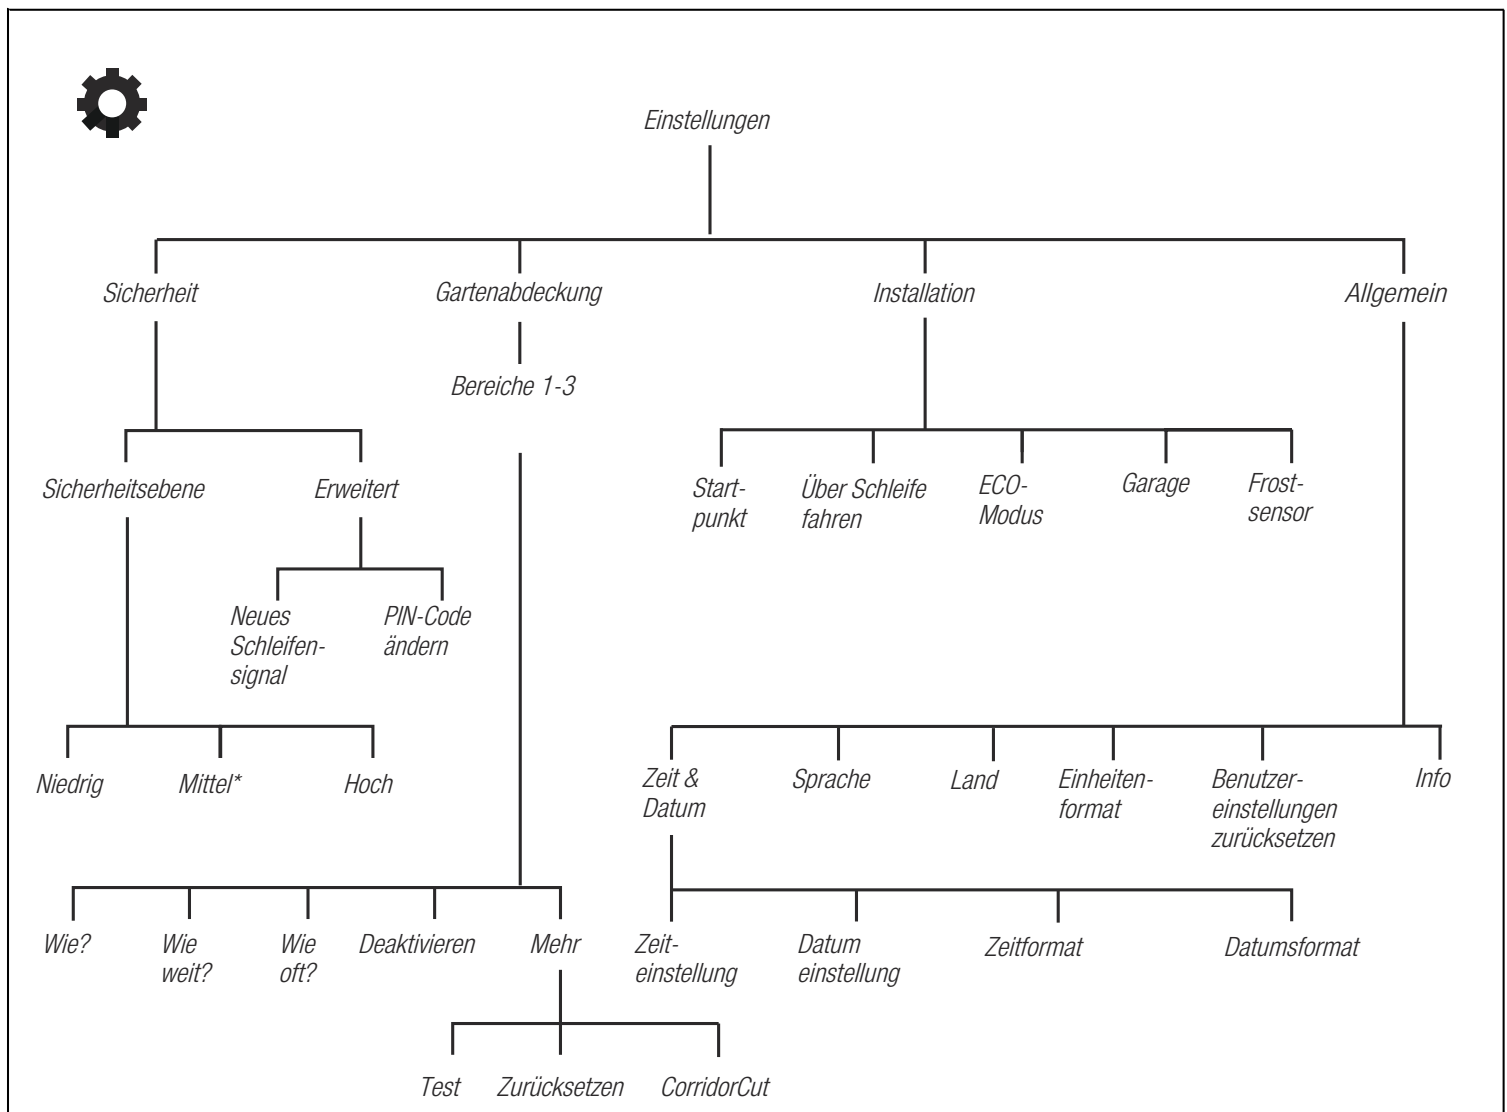 Einstellungen
Sicherheit
Gartenabdeckung
Installation
Allgemein
Bereiche 1-3
Sicherheitsebene
Erweitert
Start-
punkt
Über Schleife
fahren
ECO-
Modus
Garage
Frost-
sensor
Neues
Schleifen-
signal
PIN-Code
ändern
Niedrig
Mittel*
Hoch
Zeit &
Datum
Sprache
Land
Einheiten-
format
Benutzer-
einstellungen
zurücksetzen
Info
Wie?
Wie
weit?
Wie
oft?
Deaktivieren
Mehr
Zeit-
einstellung
Datum
einstellung
Zeitformat
Datumsformat
Test
Zurücksetzen
CorridorCut